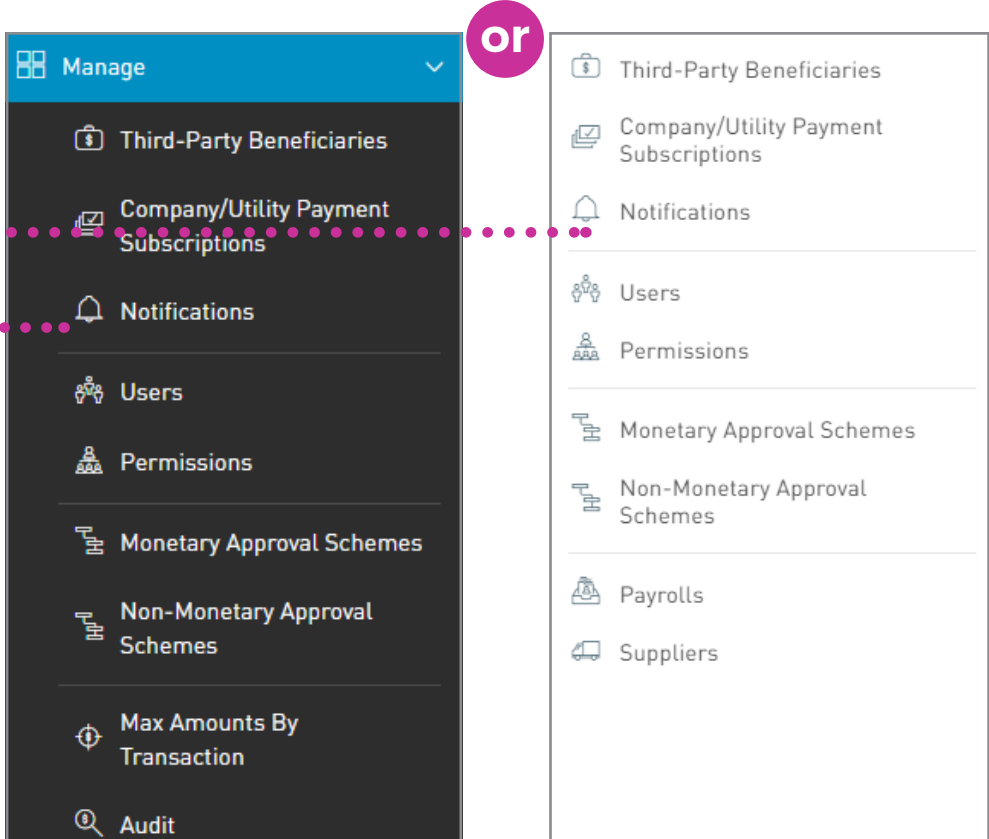 or
Manage
Third-Party Beneficiaries
Company/Utility Payment
Subscriptions
Notifications
Users
Permissions
Monetary Approval Schemes
Non-Monetary Approval
Schemes
Max Amounts By
Transaction
Audit
Third-Party Beneficiaries
Company/Utility Payment
Subscriptions
Notifications
Users
Permissions
Monetary Approval Schemes
Non-Monetary Approval
Schemes
Payrolls
Suppliers